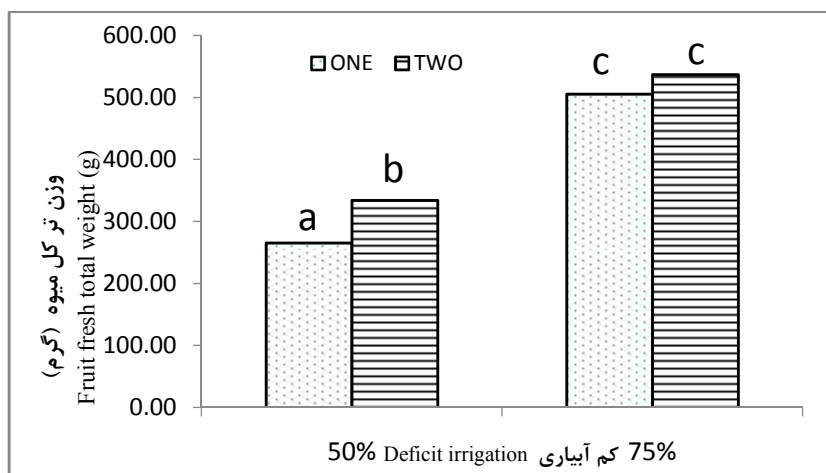 600.00
500.00
400.00
300.00
200.00
100.00
0.00
وزن تر کل میوه (گرم)
Fruit fresh total weight (g)
ONE TWO
a
b
c
c
50% Deficit irrigation کم آبیاری 75%